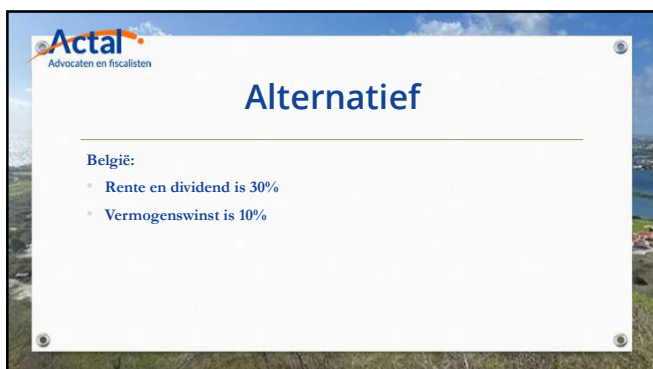 Actal
Advocaten en fiscalisten
Alternatief
België:
Rente en dividend is 30%
Vermogenswinst is 10%